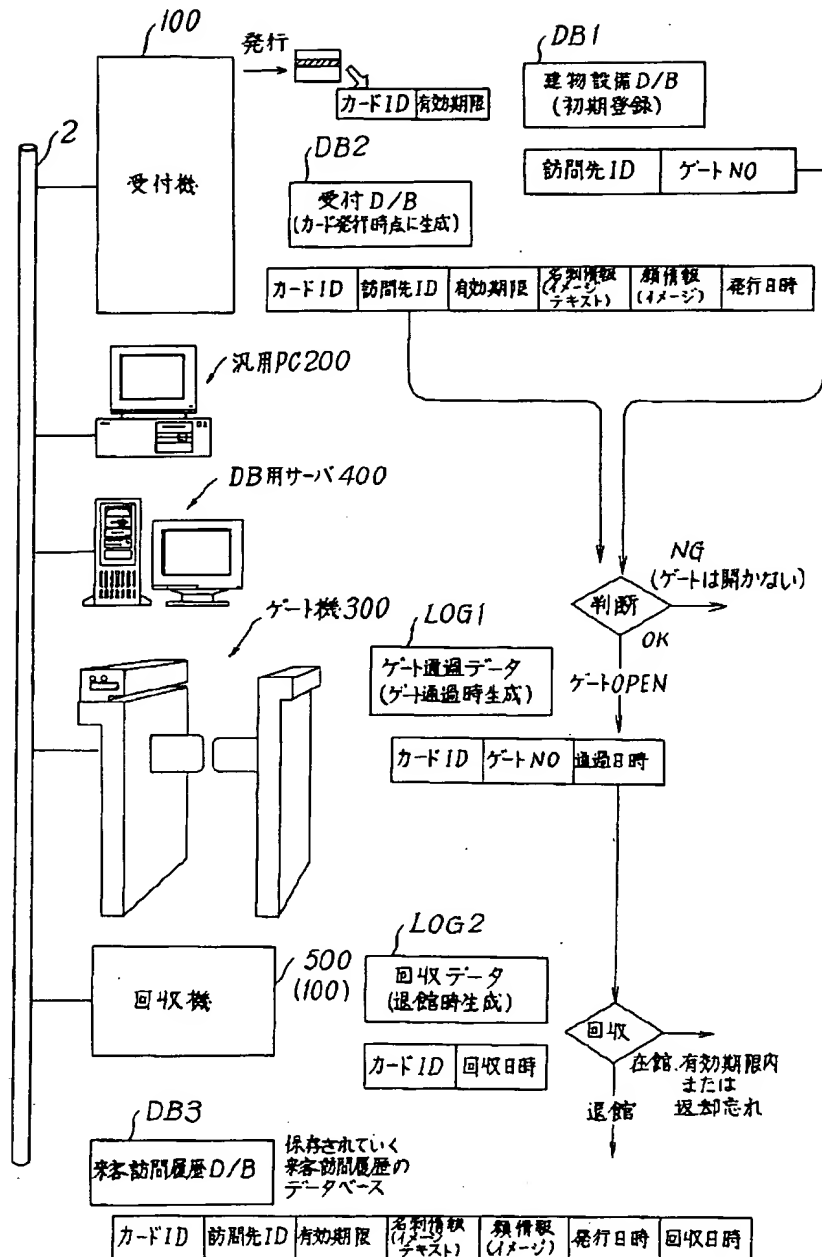 100
発行
カードID 有効期限
DB1
建物設備D/B
(初期登録)
訪問先ID ゲートNO
2
受付機
DB2
受付D/B
(カード発行時点に生成)
カードID 訪問先ID 有効期限 名刺情報(イメージテキスト)顔情報(イメージ) 発行日時
汎用PC200
DB用サーバ400
NG
(ゲートは開かない)
判断
OK
ゲートOPEN
ゲート機300
LOG1
ゲート通過データ
(ゲート通過時生成)
カードID ゲートNO 通過日時
500
(100)
回収機
LOG2
回収データ
(退館時生成)
カードID 回収日時
回収
在館、有効期限内
または
返却忘れ
退館
DB3
来客訪問履歴D/B
保存されていく
来客訪問履歴の
データベース
カードID 訪問先ID 有効期限 名刺情報(イメージテキスト) 顔情報(イメージ) 発行日時 回収日時